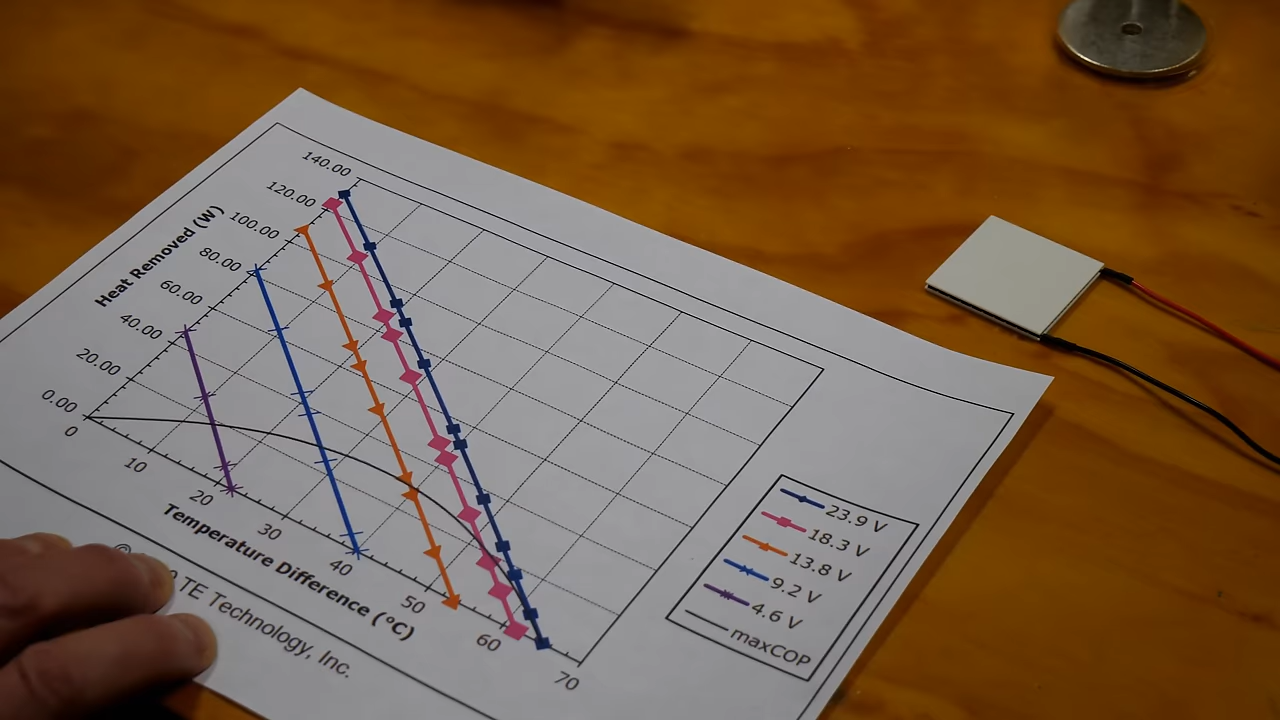 140.00
120.00
100.00
80.00
60.00
40.00
20.00
0.00
Heat Removed (W)
0
10
20
30
40
50
60
70
Temperature Difference (°C)
23.9 V
18.3 V
13.8 V
9.2 V
4.6 V
maxCOP
©
TE Technology, Inc.